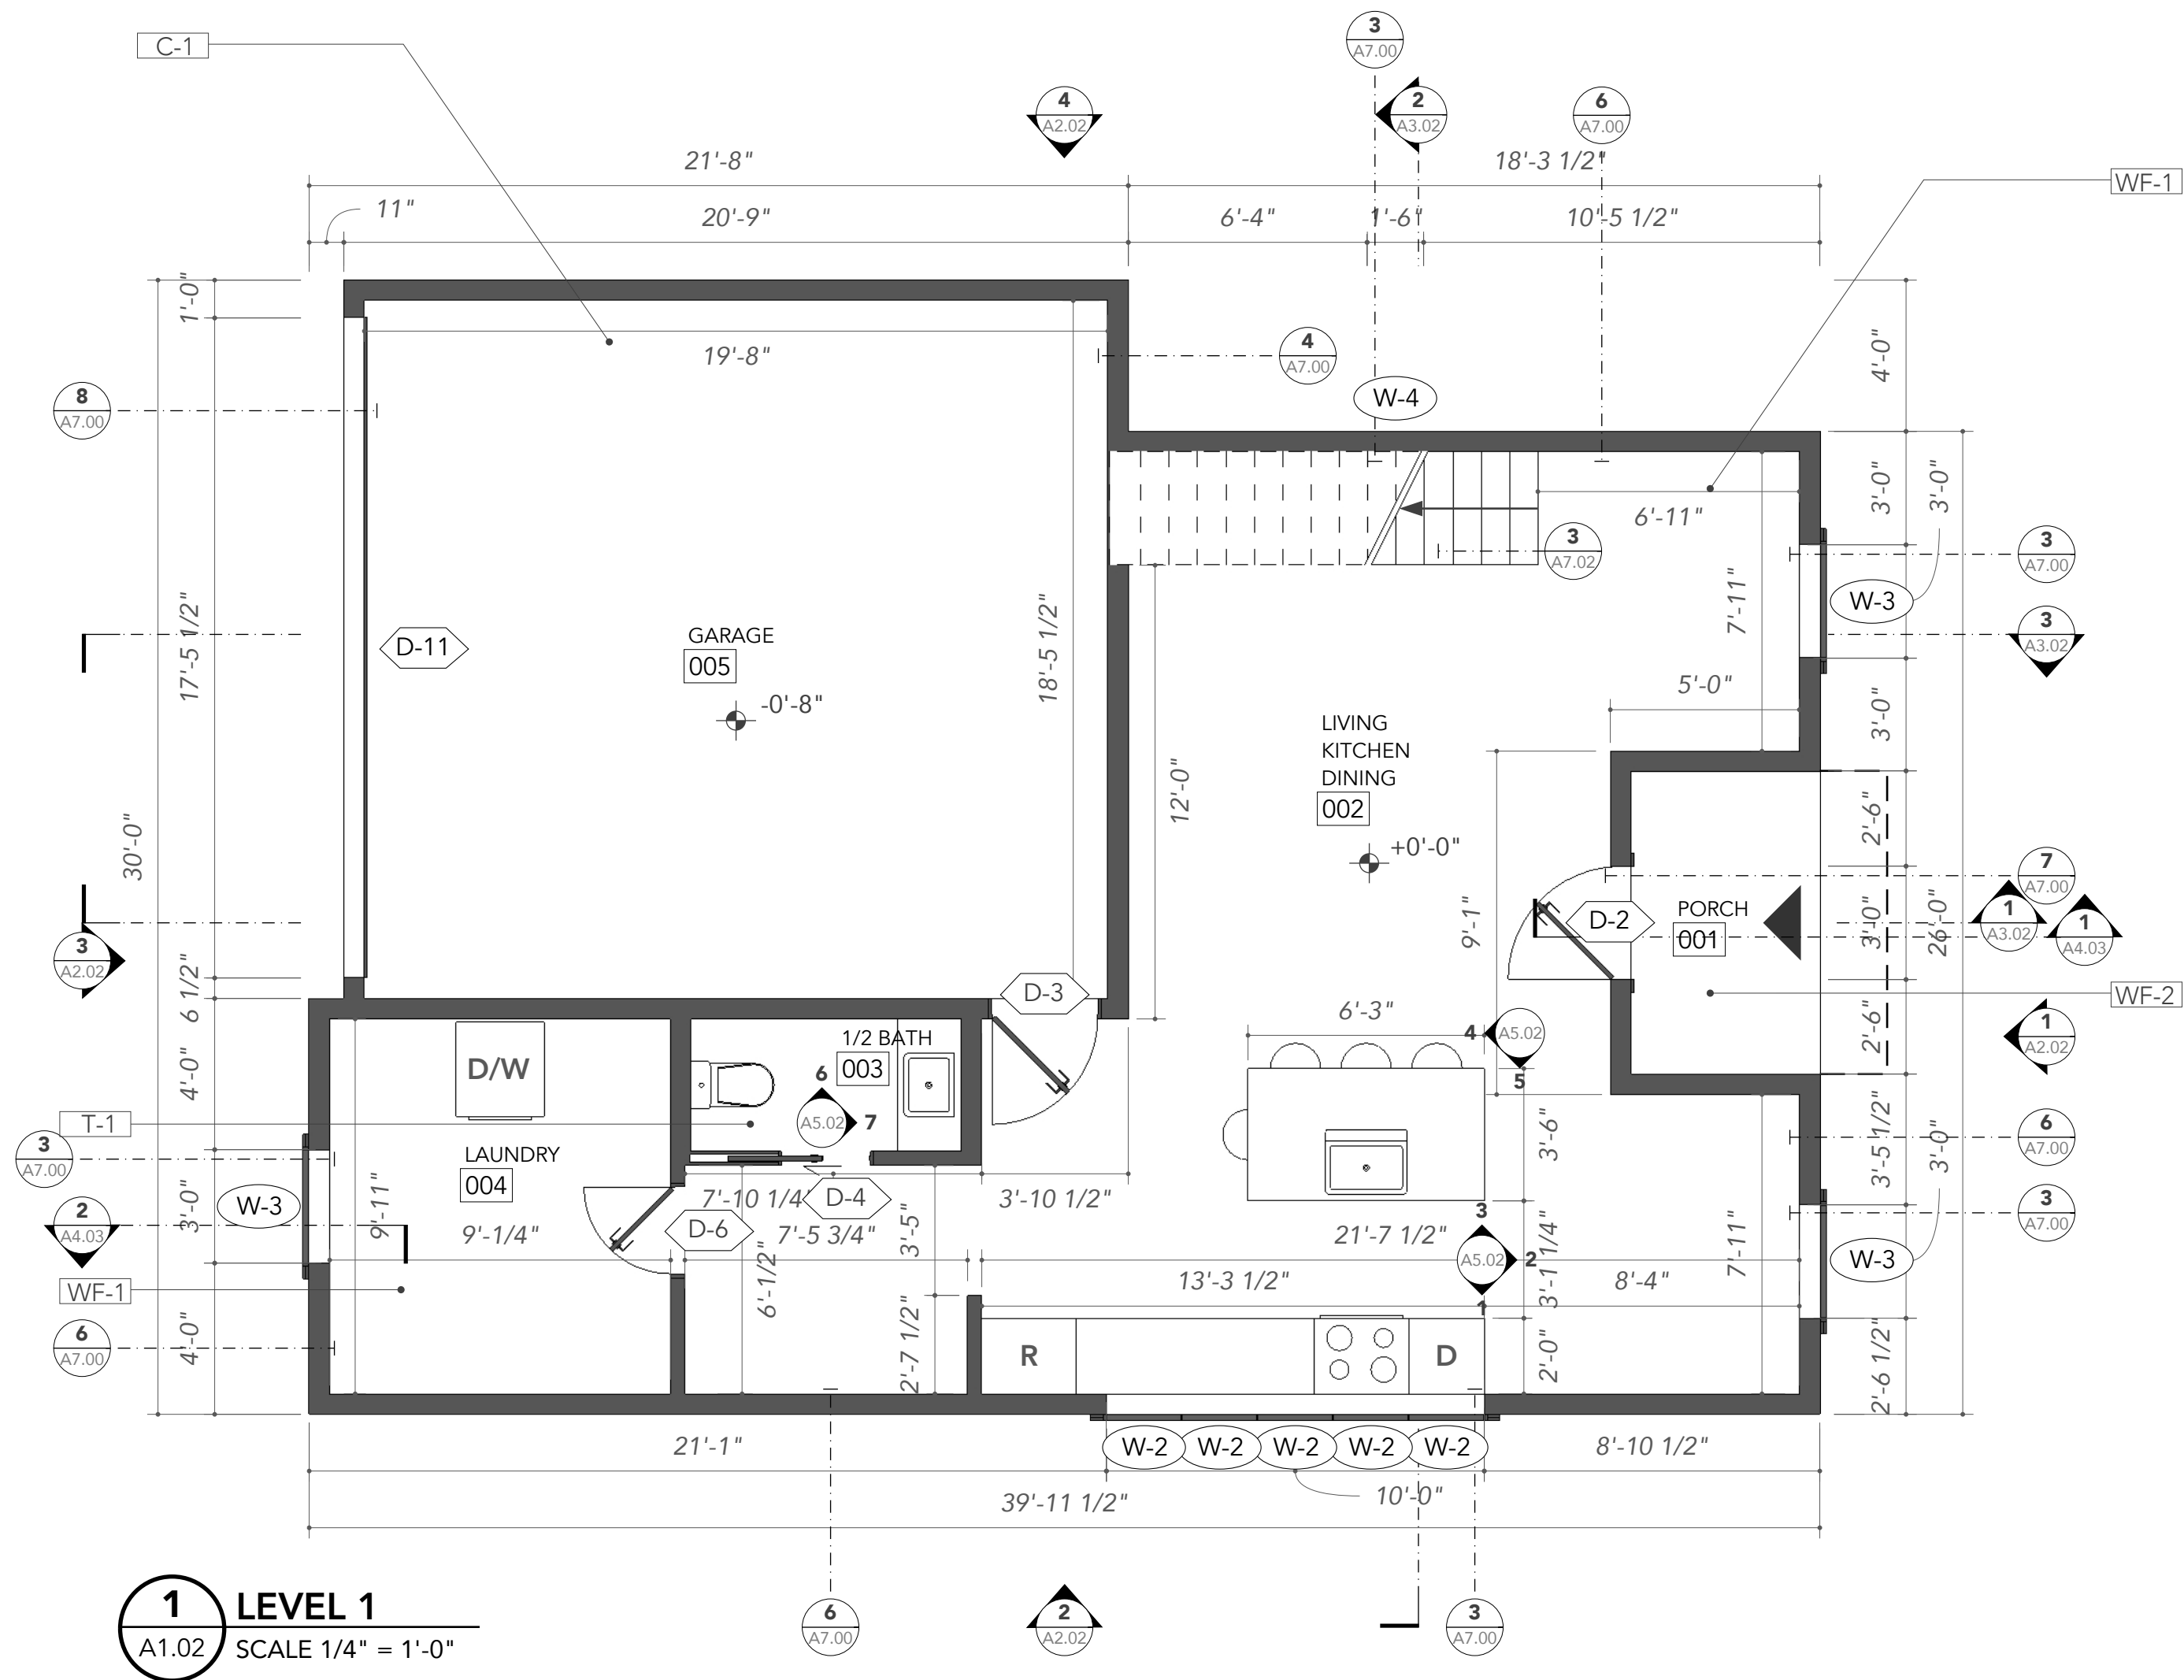 3
A7.00
C-1
4
A2.02
2
A3.02
6
A7.00
21'-8"
18'-3 1/2"
WF-1
11"
20'-9"
6'-4"
1'-6"
10'-5 1/2"
1'-0"
19'-8"
4
A7.00
4'-0"
8
A7.00
W-4
3'-0"
3'-0"
6'-11"
3
A7.02
3
A7.00
W-3
3
A3.02
17'-5 1/2"
D-11
GARAGE
005
-0'-8"
18'-5 1/2"
7'-11"
5'-0"
3'-0"
LIVING
KITCHEN
DINING
002
+0'-0"
12'-0"
30'-0"
2'-6"
7
A7.00
9'-1"
D-2
PORCH
001
3'-0"
26'-0"
1
A3.02
1
A4.03
3
A2.02
6 1/2"
D-3
WF-2
6'-3"
2'-6"
1
A2.02
4
A5.02
5
4'-0"
D/W
1/2 BATH
003
6
A5.02
7
T-1
3'-6"
3'-5 1/2"
3'-0"
6
A7.00
3
A7.00
LAUNDRY
004
W-3
3'-0"
9'-11"
9'-1/4"
7'-10 1/4"
D-4
3'-10 1/2"
D-6
7'-5 3/4"
3'-5"
21'-7 1/2"
3
A5.02
2
1
3'-1 1/4"
7'-11"
3
A7.00
W-3
2
A4.03
WF-1
6'-1/2"
13'-3 1/2"
8'-4"
6
A7.00
4'-0"
2'-7 1/2"
R
D
2'-0"
2'-6 1/2"
21'-1"
W-2
W-2
W-2
W-2
W-2
8'-10 1/2"
39'-11 1/2"
10'-0"
1
A1.02
LEVEL 1
SCALE 1/4" = 1'-0"
6
A7.00
2
A2.02
3
A7.00